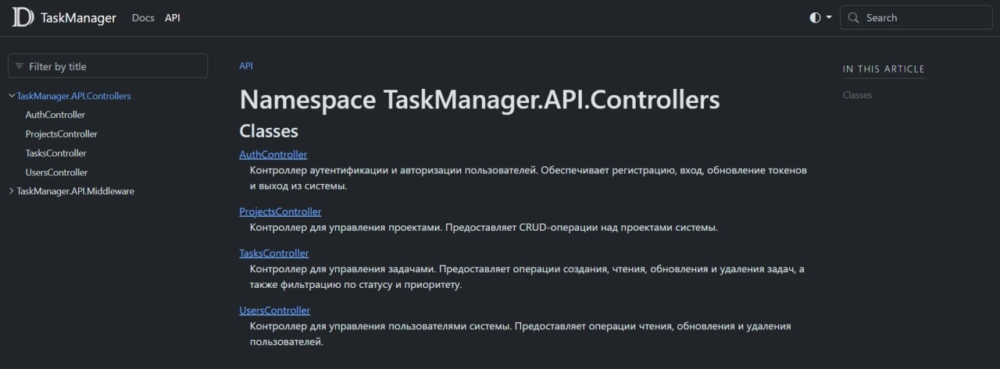 TaskManager Docs API Search
Filter by title
TaskManager.API.Controllers
AuthController
ProjectsController
TasksController
UsersController
TaskManager.API.Middleware
API
Namespace TaskManager.API.Controllers
Classes
AuthController
Контроллер аутентификации и авторизации пользователей. Обеспечивает регистрацию, вход, обновление токенов
и выход из системы.
ProjectsController
Контроллер для управления проектами. Предоставляет CRUD-операции над проектами системы.
TasksController
Контроллер для управления задачами. Предоставляет операции создания, чтения, обновления и удаления задач, а
также фильтрацию по статусу и приоритету.
UsersController
Контроллер для управления пользователями системы. Предоставляет операции чтения, обновления и удаления
пользователей.
IN THIS ARTICLE
Classes